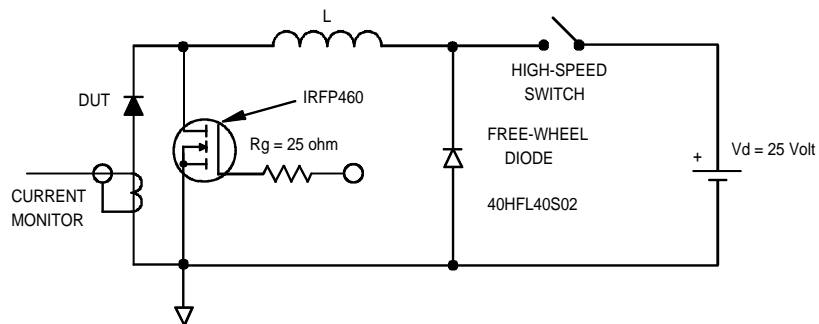 L
HIGH-SPEED
SWITCH
DUT
IRFP460
Rg = 25 ohm
FREE-WHEEL
DIODE
+
Vd = 25 Volt
40HFL40S02
CURRENT
MONITOR